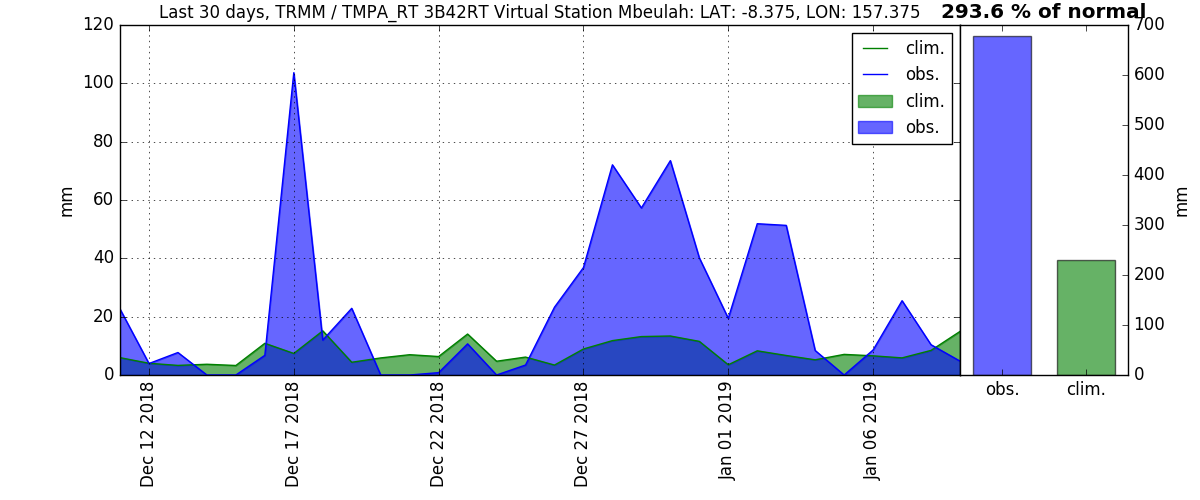 Last 30 days, TRMM / TMPA_RT 3B42RT Virtual Station Mbeulah: LAT: -8.375, LON: 157.375
293.6 % of normal
120
100
80
60
40
20
0
mm
clim.
obs.
clim.
obs.
Dec 12 2018
Dec 17 2018
Dec 22 2018
Dec 27 2018
Jan 01 2019
Jan 06 2019
700
600
500
400
300
200
100
0
mm
obs.
clim.